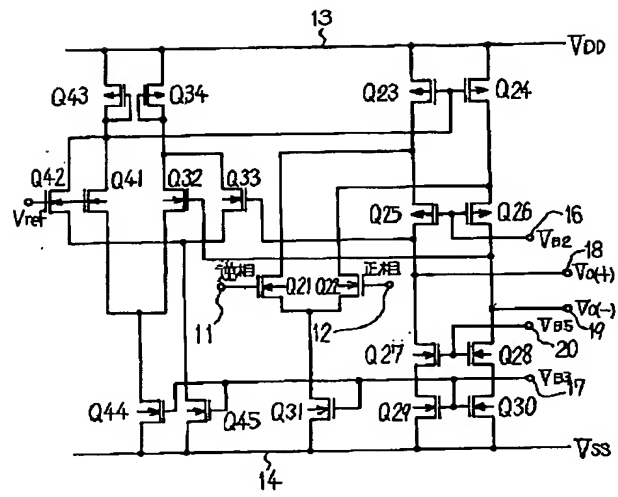 13
VDD
Q43
Q34
Q23
Q24
Q42
Q41
Q32
Q33
Vref
Q25
Q26
16
VB2
18
VO(+)
逆相
正相
Q21
Q22
11
12
VO(-)
19
VB5
20
Q27
Q28
VB3
17
Q44
Q45
Q31
Q29
Q30
VSS
14